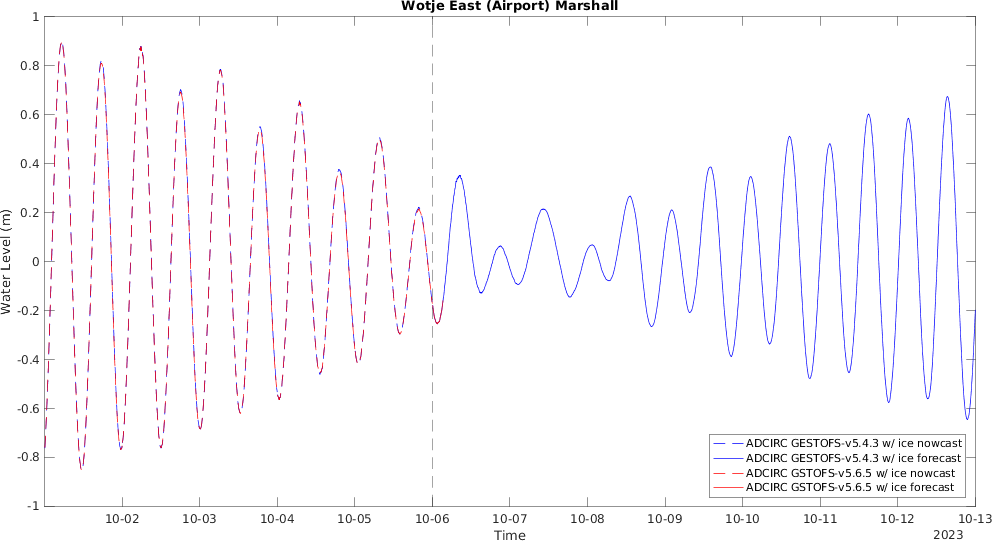 Wotje East (Airport) Marshall
1
0.8
0.6
0.4
0.2
0
-0.2
-0.4
-0.6
-0.8
-1
Water Level (m)
ADCIRC GESTOFS-v5.4.3 w/ ice nowcast
ADCIRC GESTOFS-v5.4.3 w/ ice forecast
ADCIRC GSTOFS-v5.6.5 w/ ice nowcast
ADCIRC GSTOFS-v5.6.5 w/ ice forecast
10-02 10-03 10-04 10-05 10-06 10-07 10-08 10-09 10-10 10-11 10-12 10-13
Time
2023